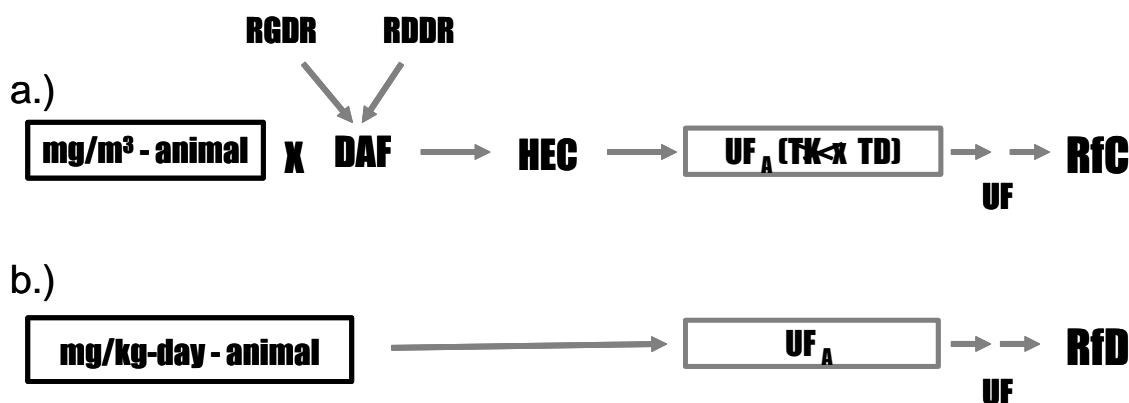 RGDR RDDR
a.)
mg/m³ - animal X DAF HEC UF A (TK x TD) RfC
UF
b.)
mg/kg-day - animal UF A RfD
UF